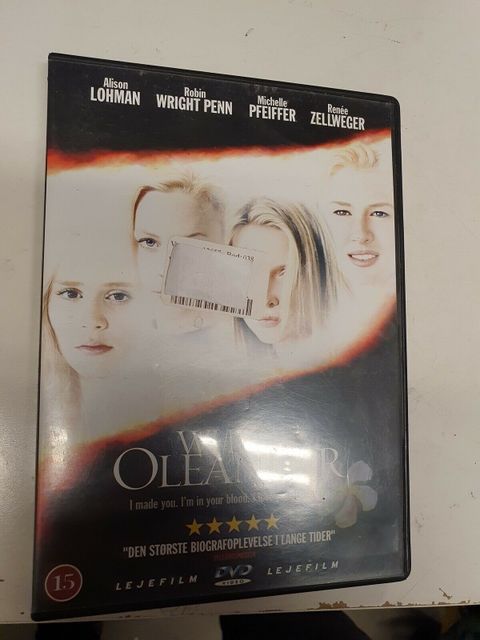 Alison
LOHMAN
Robin
WRIGHT PENN
Michelle
PFEIFFER
Renée
ZELLWEGER
OLEANDER
I made you. I'm in your blood.
"DEN STØRSTE BIOGRAFOPLEVELSE I LANGE TIDER"
15
LEJEFILM DVD VIDEO LEJEFILM